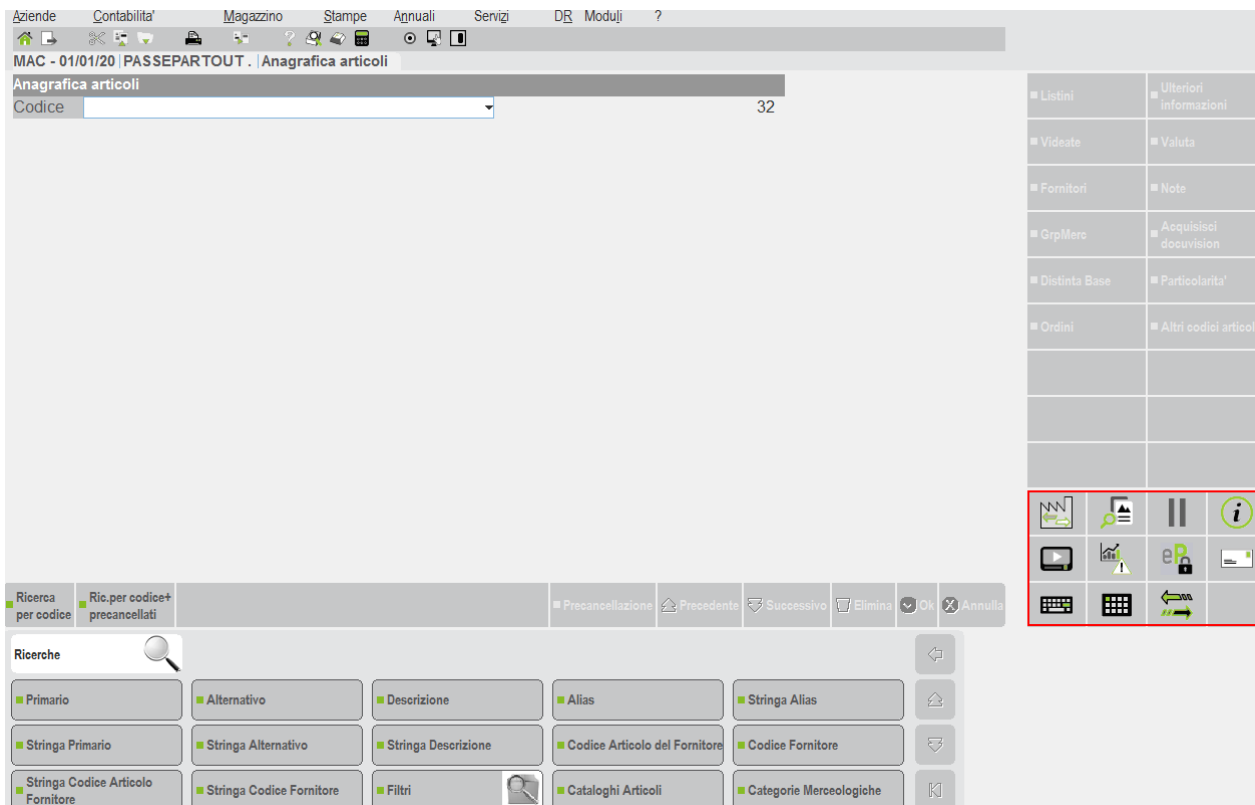 Aziende Contabilita' Magazzino Stampe Annuali Servizi DR Moduli ?
MAC - 01/01/20 | PASSEPARTOUT . | Anagrafica articoli
Anagrafica articoli
Codice 32
Listini
Ulteriori informazioni
Videate
Valuta
Fornitori
Note
GrpMerc
Acquisisci docuvision
Distinta Base
Particolarita'
Ordini
Altri codici articol
Ricerca per codice
Ric.per codice+ precancellati
Precancellazione Precedente Successivo Elimina Ok Annulla
Ricerche
Primario Alternativo Descrizione Alias Stringa Alias
Stringa Primario Stringa Alternativo Stringa Descrizione Codice Articolo del Fornitore Codice Fornitore
Stringa Codice Articolo Fornitore Stringa Codice Fornitore Filtri Cataloghi Articoli Categorie Merceologiche